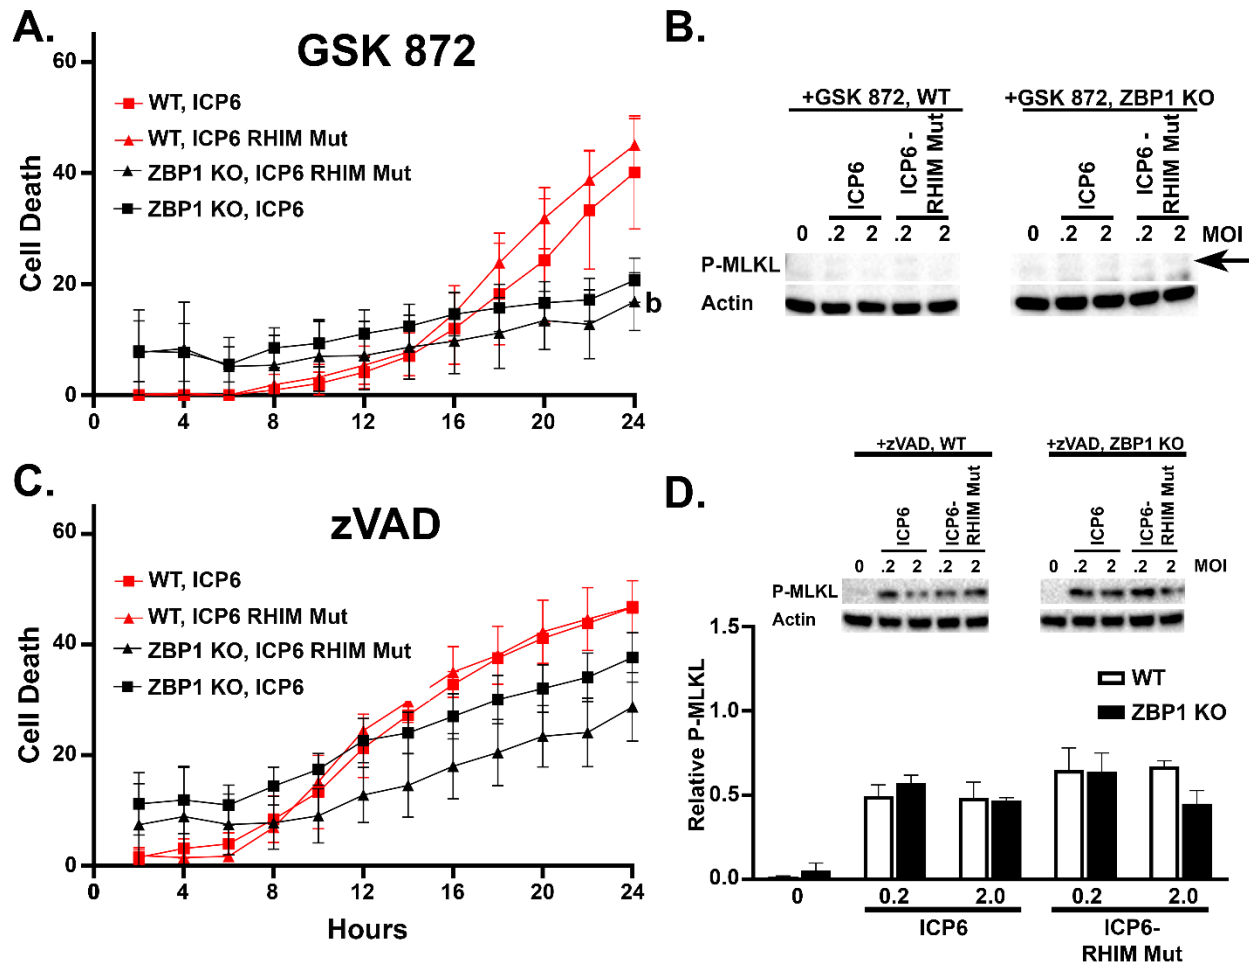 A.
GSK 872
Cell Death
60
40
20
0
WT, ICP6
WT, ICP6 RHIM Mut
ZBP1 KO, ICP6 RHIM Mut
ZBP1 KO, ICP6
b
0 4 8 12 16 20 24
B.
+GSK 872, WT
+GSK 872, ZBP1 KO
ICP6
ICP6 -
RHIM Mut
ICP6
ICP6 -
RHIM Mut
0 .2 2 .2 2
0 .2 2 .2 2 MOI
P-MLKL
Actin
C.
zVAD
Cell Death
60
40
20
0
WT, ICP6
WT, ICP6 RHIM Mut
ZBP1 KO, ICP6 RHIM Mut
ZBP1 KO, ICP6
0 4 8 12 16 20 24
Hours
D.
+zVAD, WT
+zVAD, ZBP1 KO
ICP6
ICP6-
RHIM Mut
ICP6
ICP6-
RHIM Mut
0 .2 2 .2 2
0 .2 2 .2 2 MOI
P-MLKL
Actin
Relative P-MLKL
1.5
1.0
0.5
0.0
WT
ZBP1 KO
0 0.2 2.0 0.2 2.0
ICP6
ICP6-
RHIM Mut